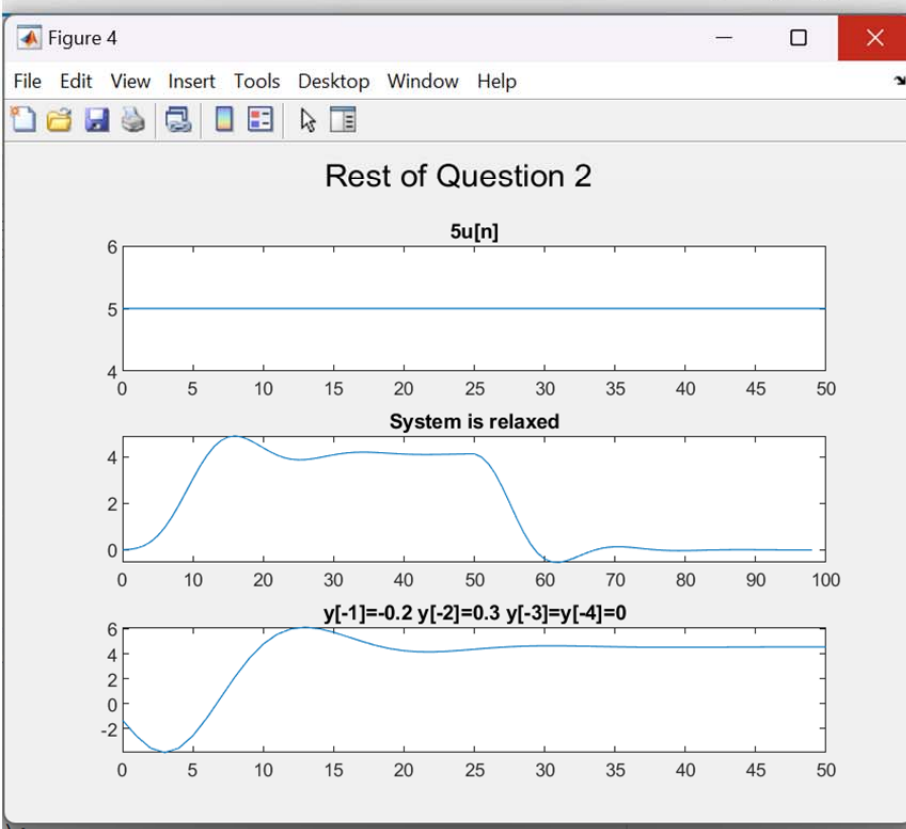 Figure 4
File Edit View Insert Tools Desktop Window Help
Rest of Question 2
5u[n]
6
5
4
0 5 10 15 20 25 30 35 40 45 50
System is relaxed
4
2
0
0 10 20 30 40 50 60 70 80 90 100
y[-1]=-0.2 y[-2]=0.3 y[-3]=y[-4]=0
6
4
2
0
-2
0 5 10 15 20 25 30 35 40 45 50